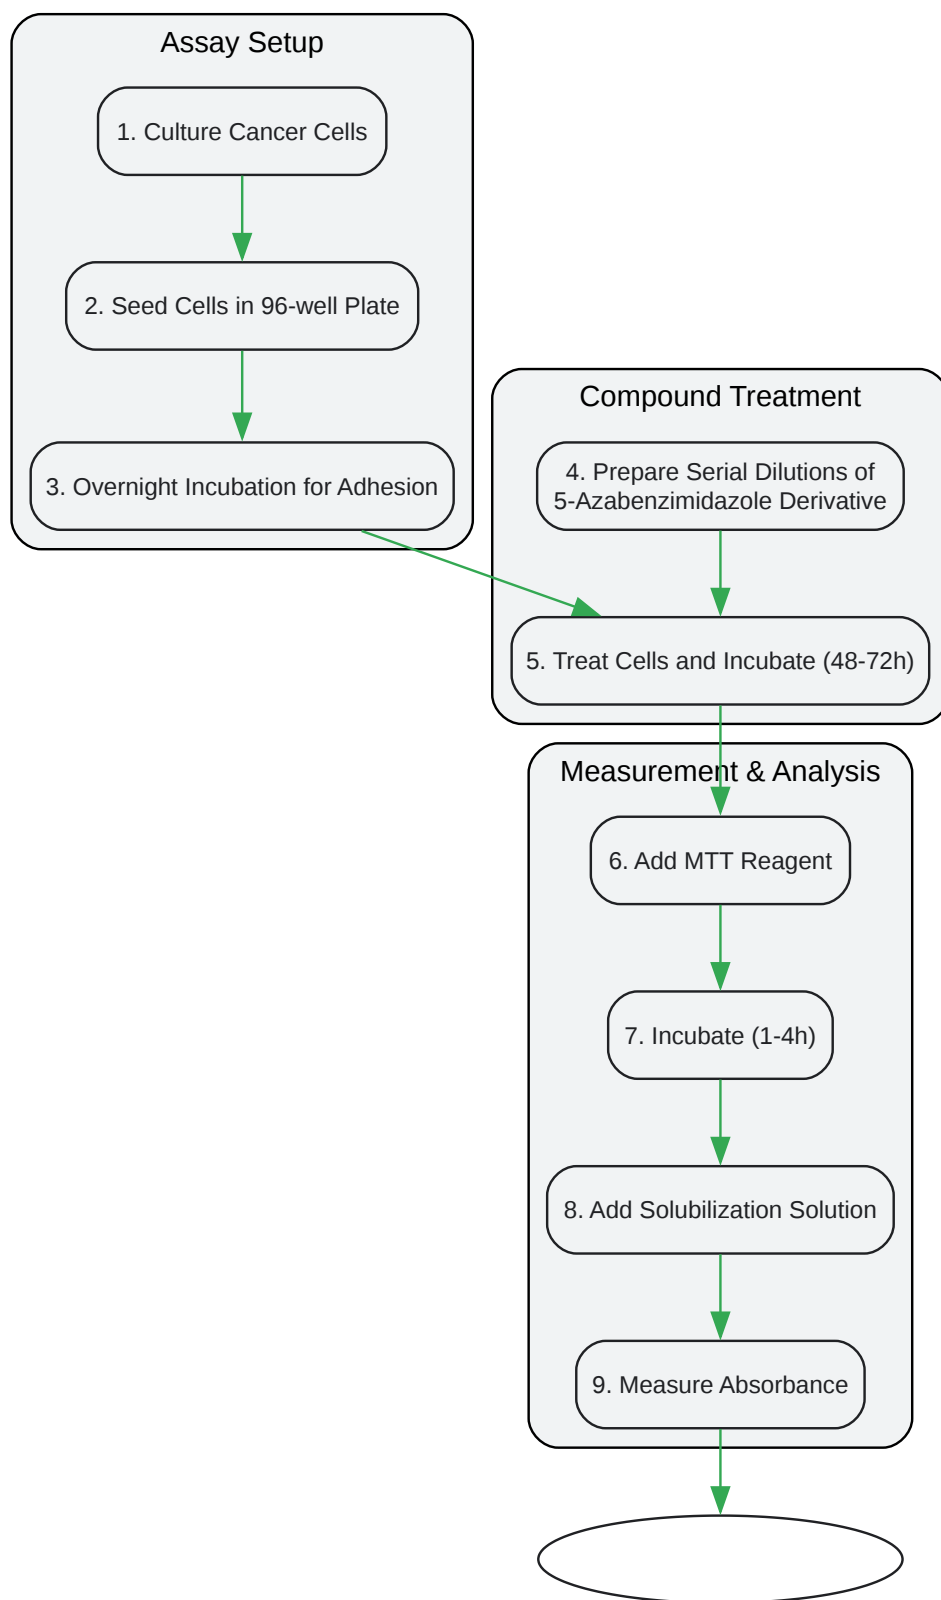 Assay Setup
1. Culture Cancer Cells
2. Seed Cells in 96-well Plate
3. Overnight Incubation for Adhesion
Compound Treatment
4. Prepare Serial Dilutions of
5-Azabenzimidazole Derivative
5. Treat Cells and Incubate (48-72h)
Measurement & Analysis
6. Add MTT Reagent
7. Incubate (1-4h)
8. Add Solubilization Solution
9. Measure Absorbance